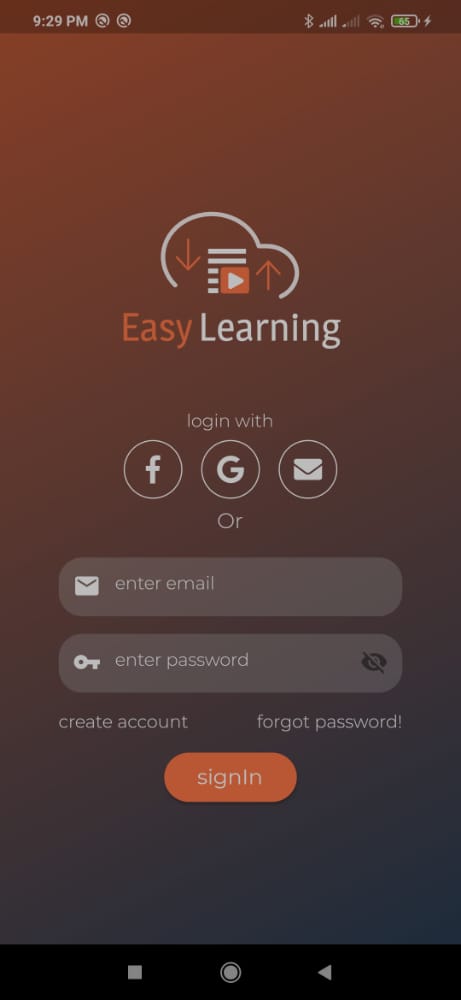 9:29 PM 65
Easy Learning
login with
Or
enter email
enter password
create account forgot password!
signIn